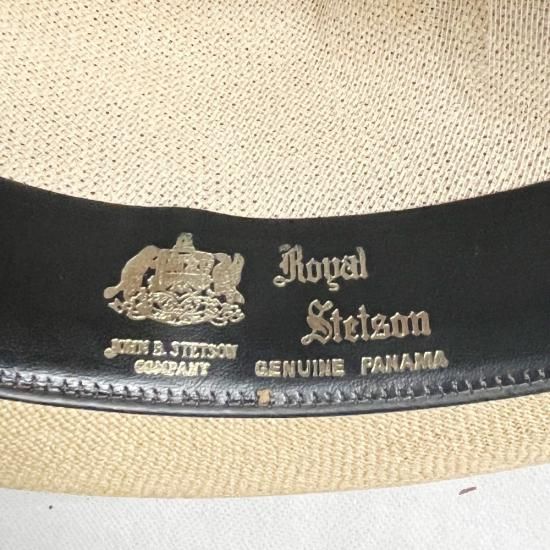 Royal
Stetson
JOHN B. STETSON
COMPANY
GENUINE PANAMA